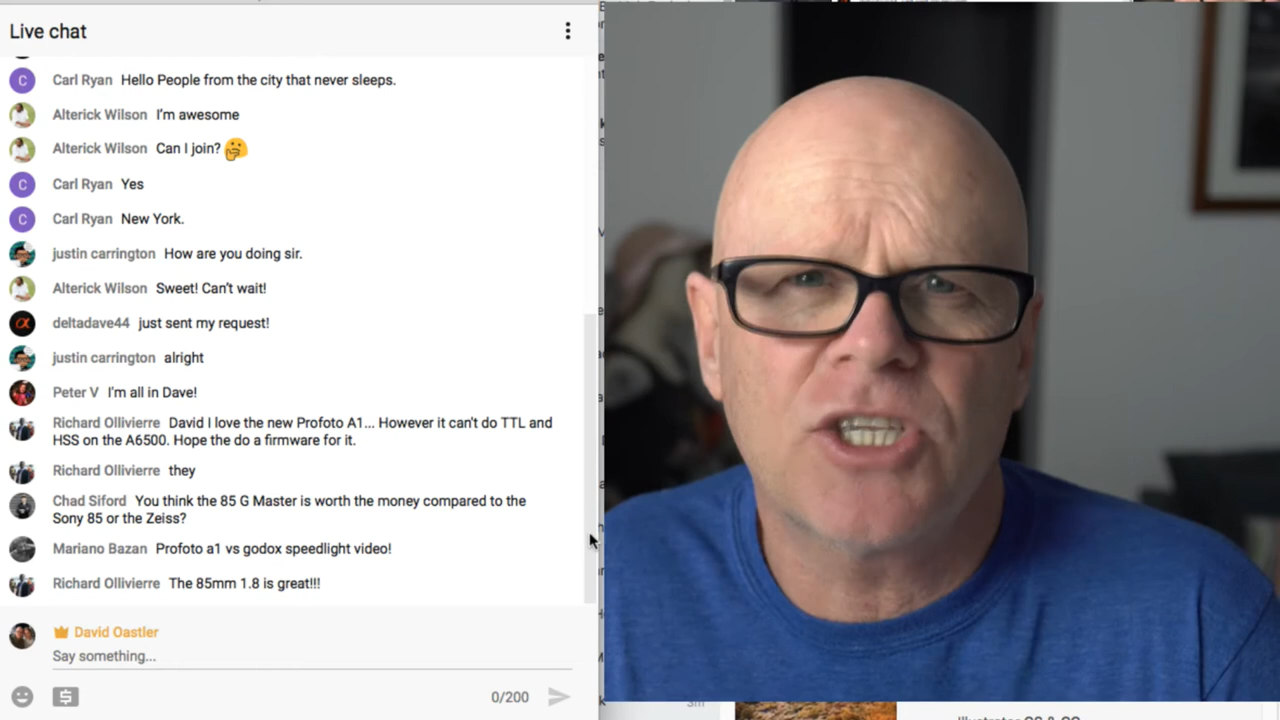 Live chat
Carl Ryan Hello People from the city that never sleeps.
Alterick Wilson I'm awesome
Alterick Wilson Can I join?
C
Carl Ryan Yes
C
Carl Ryan New York.
C
justin carrington How are you doing sir.
Alterick Wilson Sweet! Can't wait!
deltadave44 just sent my request!
justin carrington alright
Peter V I'm all in Dave!
Richard Ollivierre David I love the new Profoto A1... However it can't do TTL and
HSS on the A6500. Hope the do a firmware for it.
Richard Ollivierre they
Chad Siford You think the 85 G Master is worth the money compared to the
Sony 85 or the Zeiss?
Mariano Bazan Profoto a1 vs godox speedlight video!
Richard Ollivierre The 85mm 1.8 is great!!!
David Oastler
Say something...
0/200
3m